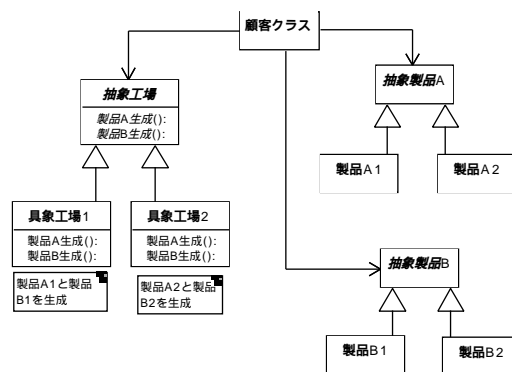 顧客クラス
抽象工場
製品A生成():
製品B生成():
抽象製品A
製品A1
製品A2
具象工場1
製品A生成():
製品B生成():
具象工場2
製品A生成():
製品B生成():
製品A1と製品
B1を生成
製品A2と製品
B2を生成
抽象製品B
製品B1
製品B2